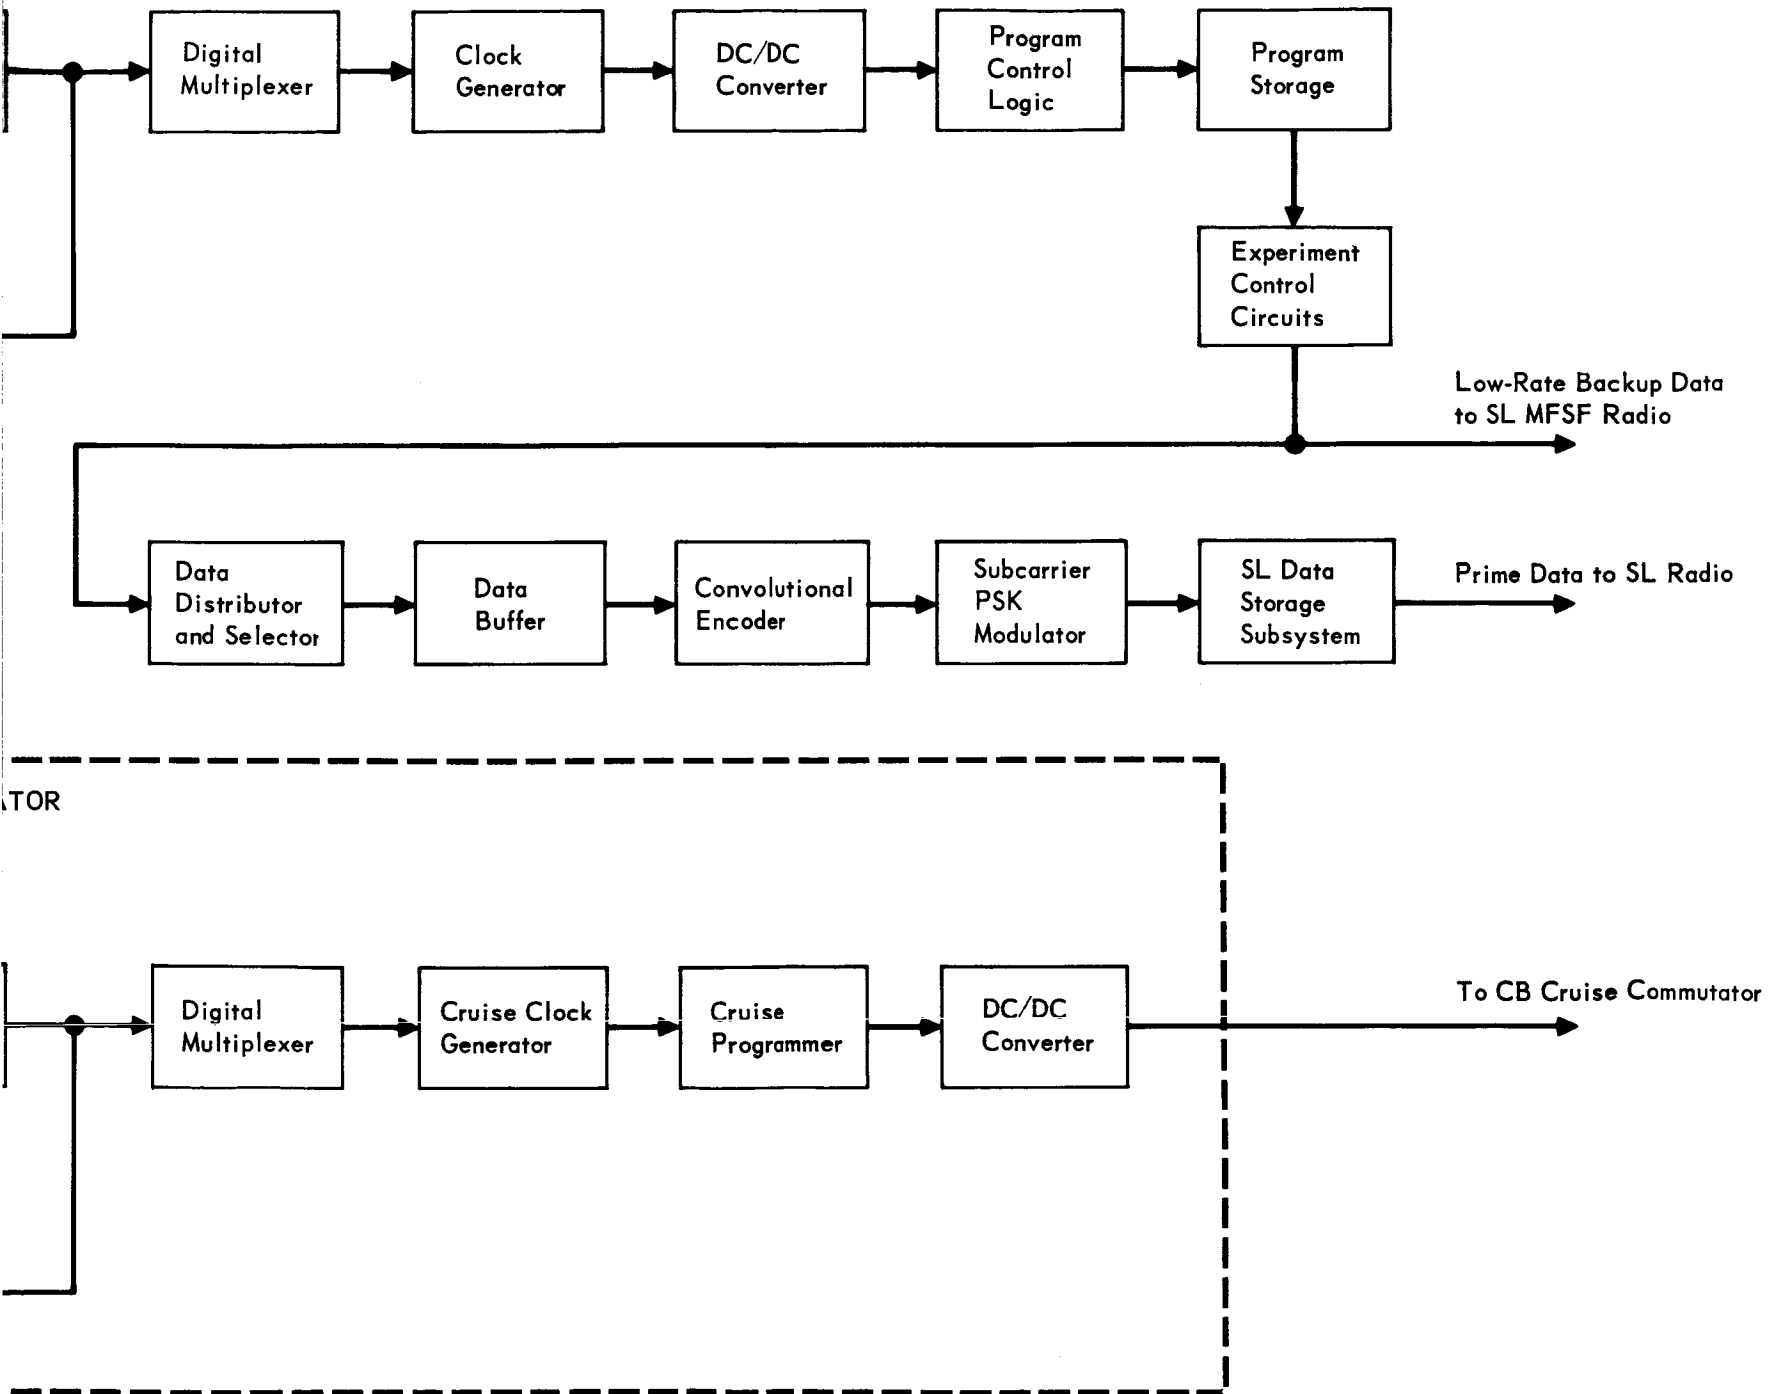 Digital
Multiplexer
Clock
Generator
DC/DC
Converter
Program
Control
Logic
Program
Storage
Experiment
Control
Circuits
Low-Rate Backup Data
to SL MFSF Radio
Data
Distributor
and Selector
Data
Buffer
Convolutional
Encoder
Subcarrier
PSK
Modulator
SL Data
Storage
Subsystem
Prime Data to SL Radio
Digital
Multiplexer
Cruise Clock
Generator
Cruise
Programmer
DC/DC
Converter
To CB Cruise Commutator